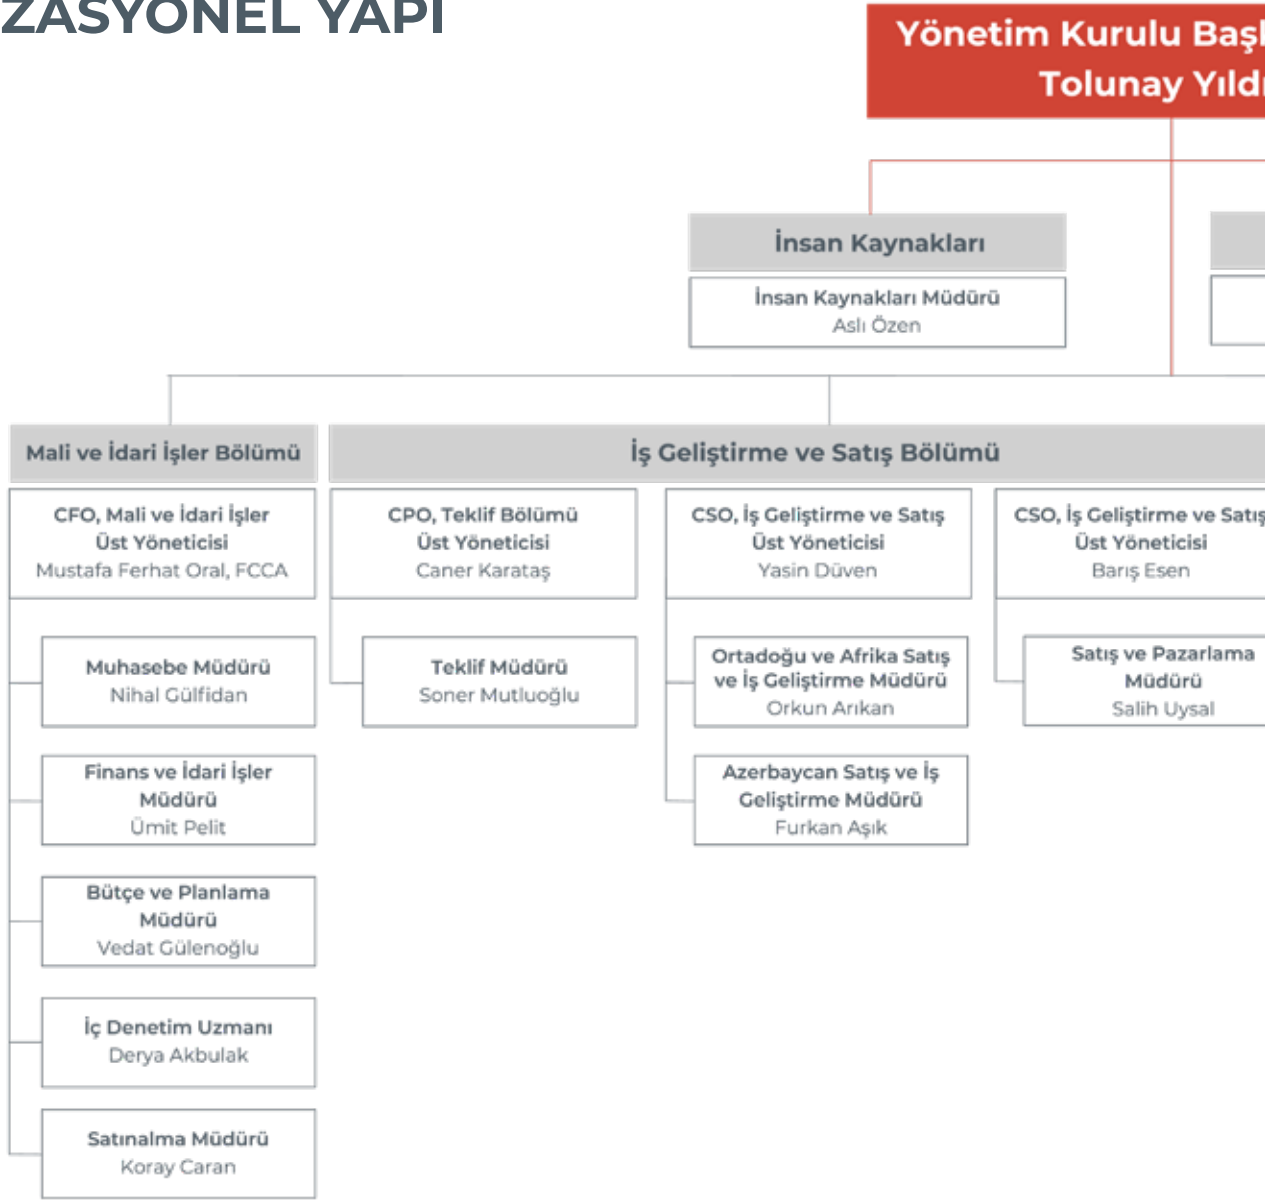 ZASYONEL YAPI
Yönetim Kurulu Baş
Tolunay Yıld
İnsan Kaynakları
İnsan Kaynakları Müdürü
Aslı Özen
Mali ve İdari İşler Bölümü
İş Geliştirme ve Satış Bölümü
CFO, Mali ve İdari İşler
Üst Yöneticisi
Mustafa Ferhat Oral, FCCA
CPO, Teklif Bölümü
Üst Yöneticisi
Caner Karataş
CSO, İş Geliştirme ve Satış
Üst Yöneticisi
Yasin Düven
CSO, İş Geliştirme ve Satış
Üst Yöneticisi
Barış Esen
Muhasebe Müdürü
Nihal Gülfidan
Finans ve İdari İşler
Müdürü
Ümit Pelit
Bütçe ve Planlama
Müdürü
Vedat Gülenoğlu
İç Denetim Uzmanı
Derya Akbulak
Satınalma Müdürü
Koray Caran
Teklif Müdürü
Soner Mutluoğlu
Ortadoğu ve Afrika Satış
ve İş Geliştirme Müdürü
Orkun Arıkan
Azerbaycan Satış ve İş
Geliştirme Müdürü
Furkan Aşık
Satış ve Pazarlama
Müdürü
Salih Uysal